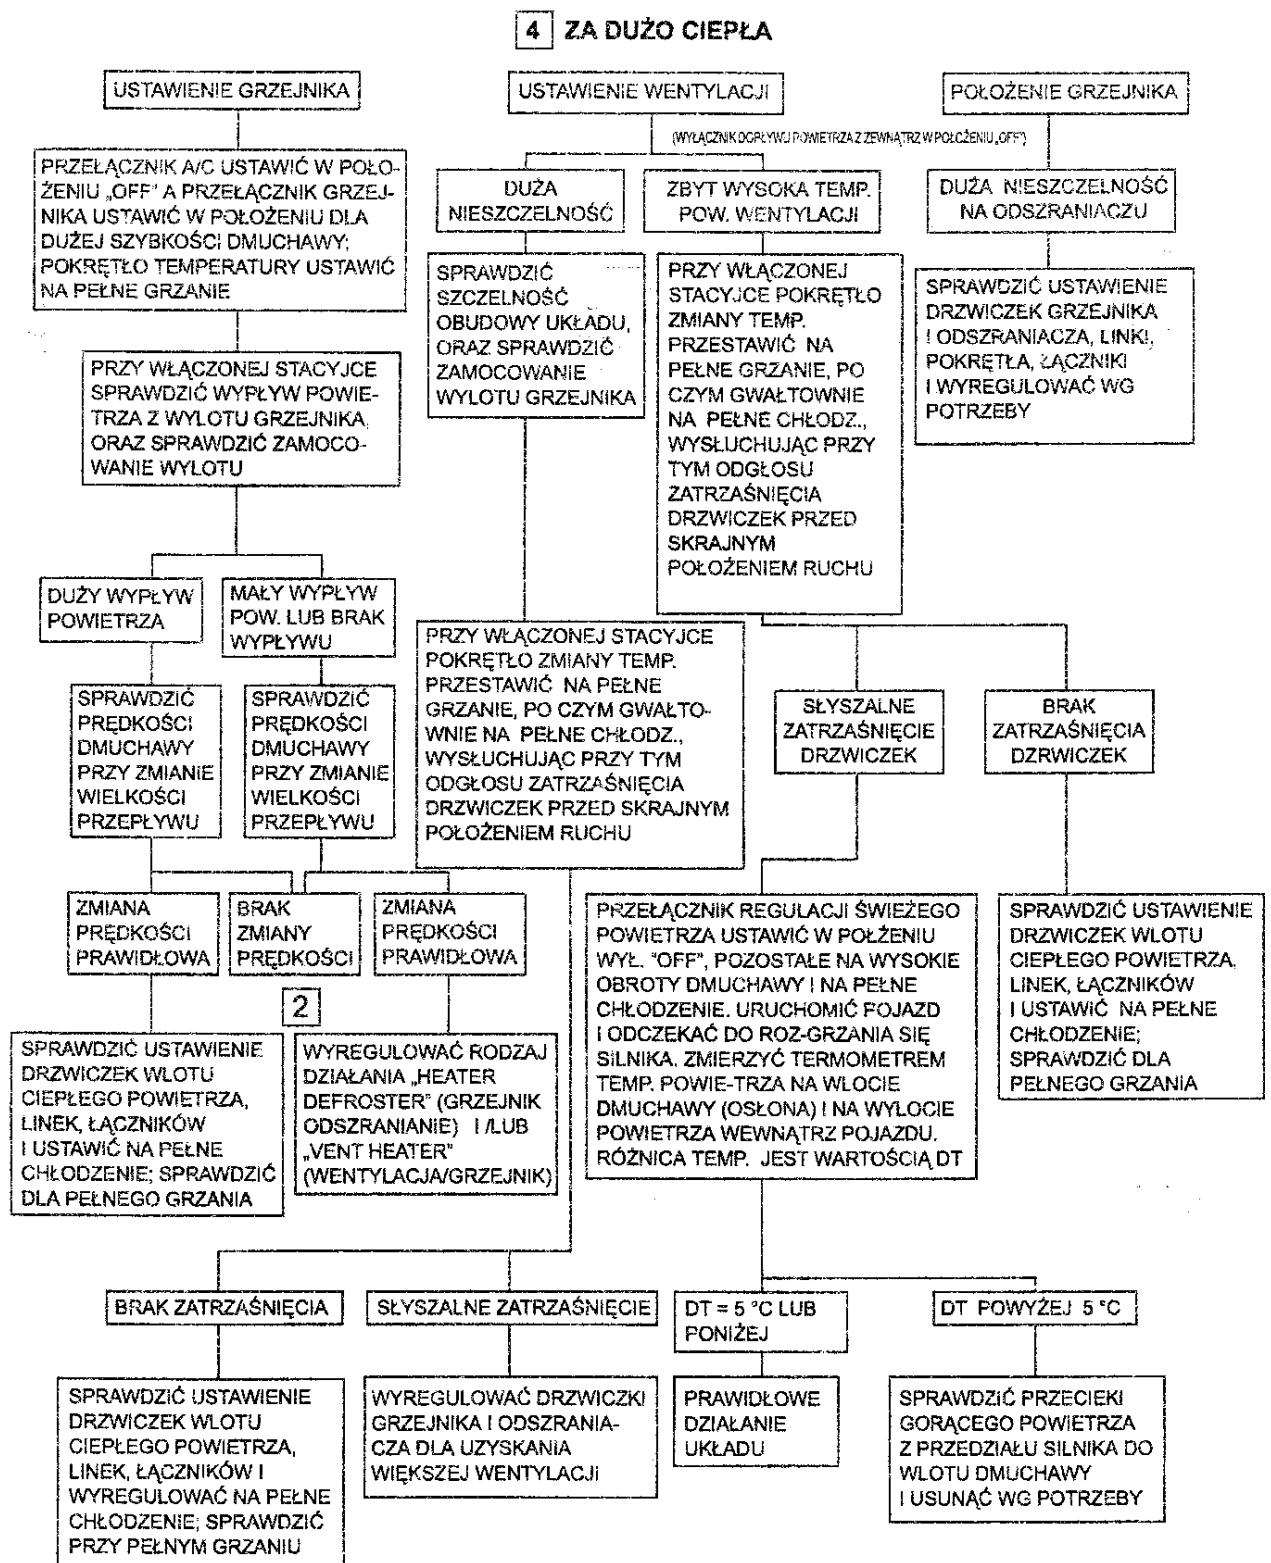 4 ZA DUŻO CIEPŁA
USTAWIENIE GRZEJNIKA
PRZEŁĄCZNIK A/C USTAWIĆ W POŁO-
ŻENIU „OFF” A PRZEŁĄCZNIK GRZEJ-
NIKA USTAWIĆ W POŁOŻENIU DLA
DUŻEJ SZYBKOŚCI DMUCHAWY;
POKRĘTŁO TEMPERATURY USTAWIĆ
NA PEŁNE GRZANIE
PRZY WŁĄCZONEJ STACYJCE
SPRAWDZIĆ WYPŁYW POWIE-
TRZA Z WYLOTU GRZEJNIKA,
ORAZ SPRAWDZIĆ ZAMOCO-
WANIE WYLOTU
DUŻY WYPŁYW
POWIETRZA
MAŁY WYPŁYW
POW. LUB BRAK
WYPŁYWU
SPRAWDZIĆ
PRĘDKOŚCI
DMUCHAWY
PRZY ZMIANIE
WIELKOŚCI
PRZEPŁYWU
SPRAWDZIĆ
PRĘDKOŚCI
DMUCHAWY
PRZY ZMIANIE
WIELKOŚCI
PRZEPŁYWU
ZMIANA
PRĘDKOŚCI
PRAWIDŁOWA
BRAK
ZMIANY
PRĘDKOŚCI
2
ZMIANA
PRĘDKOŚCI
PRAWIDŁOWA
SPRAWDZIĆ USTAWIENIE
DRZWICZEK WLOTU
CIEPŁEGO POWIETRZA,
LINEK, ŁĄCZNIKÓW
I USTAWIĆ NA PEŁNE
CHŁODZENIE; SPRAWDZIĆ
DLA PEŁNEGO GRZANIA
WYREGULOWAĆ RODZAJ
DZIAŁANIA „HEATER
DEFROSTER” (GRZEJNIK
ODSZRANIANIE) I /LUB
„VENT HEATER”
(WENTYLACJA/GRZEJNIK)
USTAWIENIE WENTYLACJI
(WYŁĄCZNIK DOPŁYWU POWIETRZA Z ZEWNĄTRZ W POŁOŻENIU „OFF”)
DUŻA
NIESZCZELNOŚĆ
SPRAWDZIĆ
SZCZELNOŚĆ
OBUDOWY UKŁADU,
ORAZ SPRAWDZIĆ
ZAMOCOWANIE
WYLOTU GRZEJNIKA
PRZY WŁĄCZONEJ STACYJCE
POKRĘTŁO ZMIANY TEMP.
PRZESTAWIĆ NA PEŁNE
GRZANIE, PO CZYM GWAŁTO-
WNIE NA PEŁNE CHŁODZ.,
WYSŁUCHUJĄC PRZY TYM
ODGŁOSU ZATRZAŚNIĘCIA
DRZWICZEK PRZED SKRAJNYM
POŁOŻENIEM RUCHU
BRAK ZATRZAŚNIĘCIA
SPRAWDZIĆ USTAWIENIE
DRZWICZEK WLOTU
CIEPŁEGO POWIETRZA,
LINEK, ŁĄCZNIKÓW I
WYREGULOWAĆ NA PEŁNE
CHŁODZENIE; SPRAWDZIĆ
PRZY PEŁNYM GRZANIU
SŁYSZALNE ZATRZAŚNIĘCIE
WYREGULOWAĆ DRZWICZKI
GRZEJNIKA I ODSZRANIA-
CZA DLA UZYSKANIA
WIĘKSZEJ WENTYLACJI
ZBYT WYSOKA TEMP.
POW. WENTYLACJI
PRZY WŁĄCZONEJ
STACYJCE POKRĘTŁO
ZMIANY TEMP.
PRZESTAWIĆ NA
PEŁNE GRZANIE, PO
CZYM GWAŁTOWNIE
NA PEŁNE CHŁODZ.,
WYSŁUCHUJĄC PRZY
TYM ODGŁOSU
ZATRZAŚNIĘCIA
DRZWICZEK PRZED
SKRAJNYM
POŁOŻENIEM RUCHU
SŁYSZALNE
ZATRZAŚNIĘCIE
DRZWICZEK
PRZEŁĄCZNIK REGULACJI ŚWIEŻEGO
POWIETRZA USTAWIĆ W POŁŻENIU
WYŁ. "OFF", POZOSTAŁE NA WYSOKIE
OBROTY DMUCHAWY I NA PEŁNE
CHŁODZENIE. URUCHOMIĆ POJAZD
I ODCZEKAĆ DO ROZ-GRZANIA SIĘ
SILNIKA. ZMIERZYĆ TERMOMETREM
TEMP. POWIE-TRZA NA WLOCIE
DMUCHAWY (OSŁONA) I NA WYLOCIE
POWIETRZA WEWNĄTRZ POJAZDU.
RÓŻNICA TEMP. JEST WARTOŚCIĄ DT
DT = 5 °C LUB
PONIŻEJ
PRAWIDŁOWE
DZIAŁANIE
UKŁADU
DT POWYŻEJ 5 °C
SPRAWDZIĆ PRZECIEKI
GORĄCEGO POWIETRZA
Z PRZEDZIAŁU SILNIKA DO
WLOTU DMUCHAWY
I USUNĄĆ WG POTRZEBY
BRAK
ZATRZAŚNIĘCIA
DZRWICZEK
SPRAWDZIĆ USTAWIENIE
DRZWICZEK WLOTU
CIEPŁEGO POWIETRZA,
LINEK, ŁĄCZNIKÓW
I USTAWIĆ NA PEŁNE
CHŁODZENIE;
SPRAWDZIĆ DLA
PEŁNEGO GRZANIA
POŁOŻENIE GRZEJNIKA
DUŻA NIESZCZELNOŚĆ
NA ODSZRANIACZU
SPRAWDZIĆ USTAWIENIE
DRZWICZEK GRZEJNIKA
I ODSZRANIACZA, LINKI,
POKRĘTŁA, ŁĄCZNIKI
I WYREGULOWAĆ WG
POTRZEBY